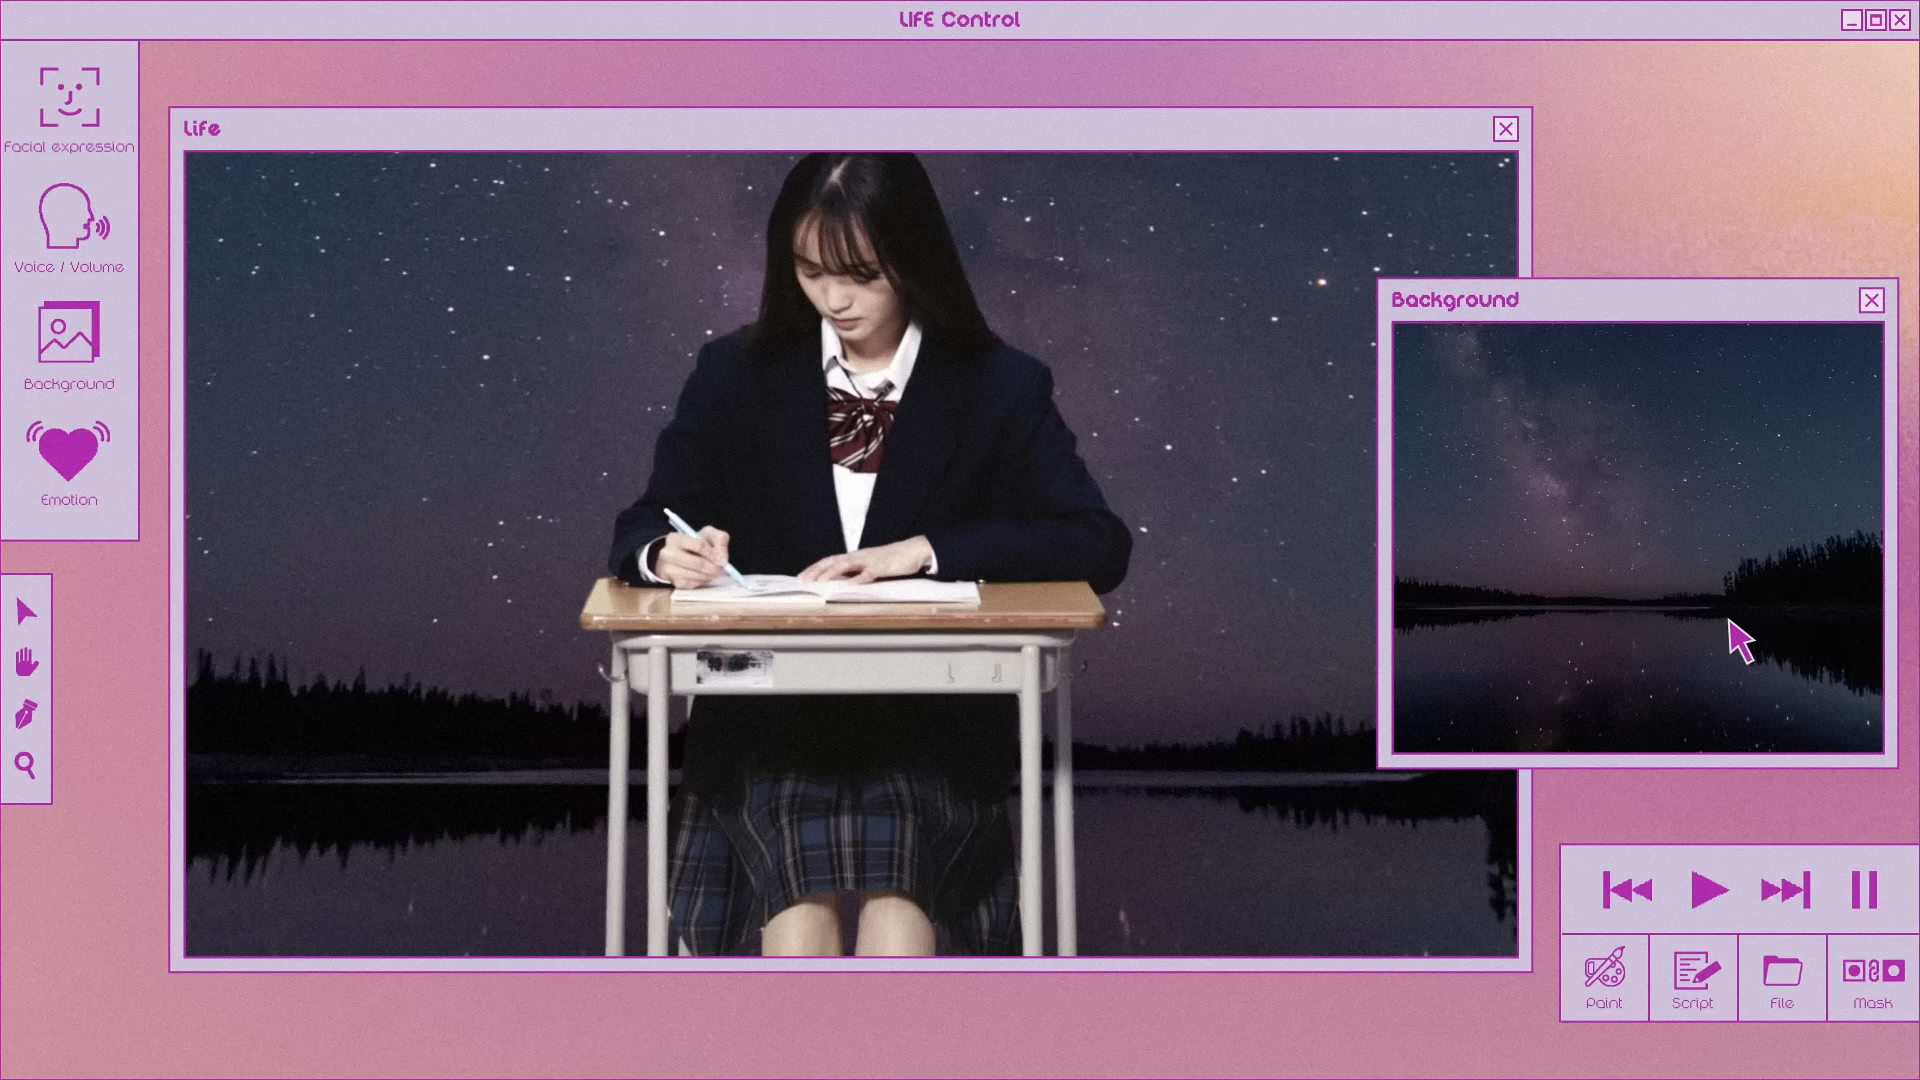 LIFE Control
Facial expression
Voice / Volume
Background
Emotion
Life
Background
Paint
Script
File
Mask